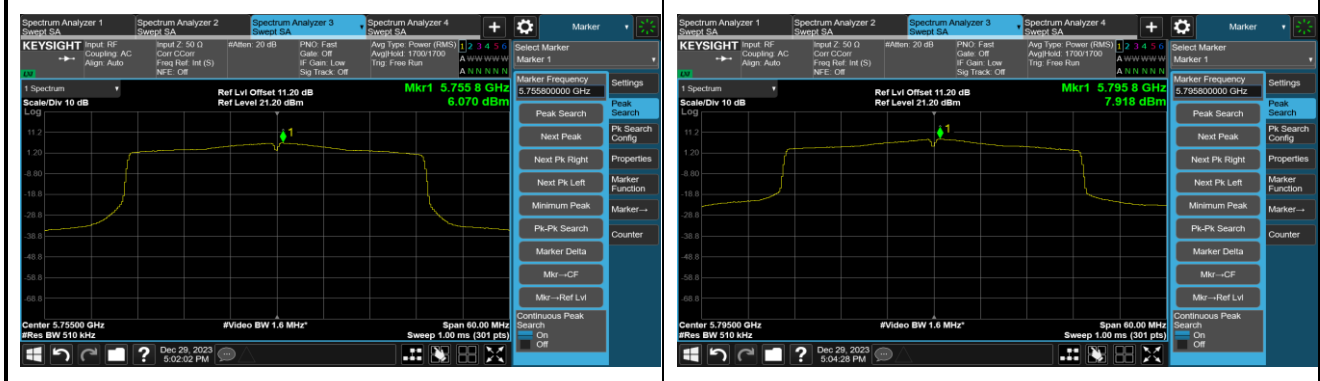 Spectrum Analyzer 1
Swept SA
Spectrum Analyzer 2
Swept SA
Spectrum Analyzer 3
Swept SA
Spectrum Analyzer 4
Swept SA
+
Marker
KEYSIGHT
Input: RF
Coupling: AC
Align: Auto
Input Z: 50 Ω
Corr CCorr
Freq Ref: Int (S)
NFE: Off
#Atten: 20 dB
PNO: Fast
Gate: Off
IF Gain: Low
Sig Track: Off
Avg Type: Power (RMS)
Avg|Hold: 1700/1700
Trig: Free Run
1 2 3 4 5 6
A W W W W W
A N N N N N
Select Marker
Marker 1
1 Spectrum
Scale/Div 10 dB
Log
Ref Lvl Offset 11.20 dB
Ref Level 21.20 dBm
Mkr1 5.755 8 GHz
6.070 dBm
1
11.2
1.20
-8.80
-18.8
-28.8
-38.8
-48.8
-58.8
-68.8
Center 5.75500 GHz
#Res BW 510 kHz
#Video BW 1.6 MHz*
Span 60.00 MHz
Sweep 1.00 ms (301 pts)
Marker Frequency
5.755800000 GHz
Peak Search
Next Peak
Next Pk Right
Next Pk Left
Minimum Peak
Pk-Pk Search
Marker Delta
Mkr→CF
Mkr→Ref Lvl
Continuous Peak
Search
On
Off
Settings
Peak
Search
Pk Search
Config
Properties
Marker
Function
Marker→
Counter
?
Dec 29, 2023
5:02:02 PM
Spectrum Analyzer 1
Swept SA
Spectrum Analyzer 2
Swept SA
Spectrum Analyzer 3
Swept SA
Spectrum Analyzer 4
Swept SA
+
Marker
KEYSIGHT
Input: RF
Coupling: AC
Align: Auto
Input Z: 50 Ω
Corr CCorr
Freq Ref: Int (S)
NFE: Off
#Atten: 20 dB
PNO: Fast
Gate: Off
IF Gain: Low
Sig Track: Off
Avg Type: Power (RMS)
Avg|Hold: 1700/1700
Trig: Free Run
1 2 3 4 5 6
A W W W W W
A N N N N N
Select Marker
Marker 1
1 Spectrum
Scale/Div 10 dB
Log
Ref Lvl Offset 11.20 dB
Ref Level 21.20 dBm
Mkr1 5.795 8 GHz
7.918 dBm
1
11.2
1.20
-8.80
-18.8
-28.8
-38.8
-48.8
-58.8
-68.8
Center 5.79500 GHz
#Res BW 510 kHz
#Video BW 1.6 MHz*
Span 60.00 MHz
Sweep 1.00 ms (301 pts)
Marker Frequency
5.795800000 GHz
Peak Search
Next Peak
Next Pk Right
Next Pk Left
Minimum Peak
Pk-Pk Search
Marker Delta
Mkr→CF
Mkr→Ref Lvl
Continuous Peak
Search
On
Off
Settings
Peak
Search
Pk Search
Config
Properties
Marker
Function
Marker→
Counter
?
Dec 29, 2023
5:04:28 PM